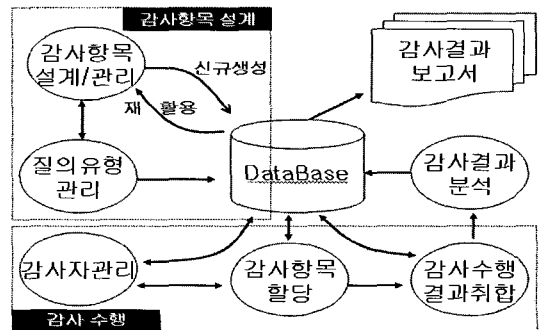 감사항목 설계
감사항목
설계/관리
신규생성
재 활용
감사결과
보고서
질의유형
관리
DataBase
감사결과
분석
감사자관리
감사항목
할당
감사수행
결과취합
감사 수행